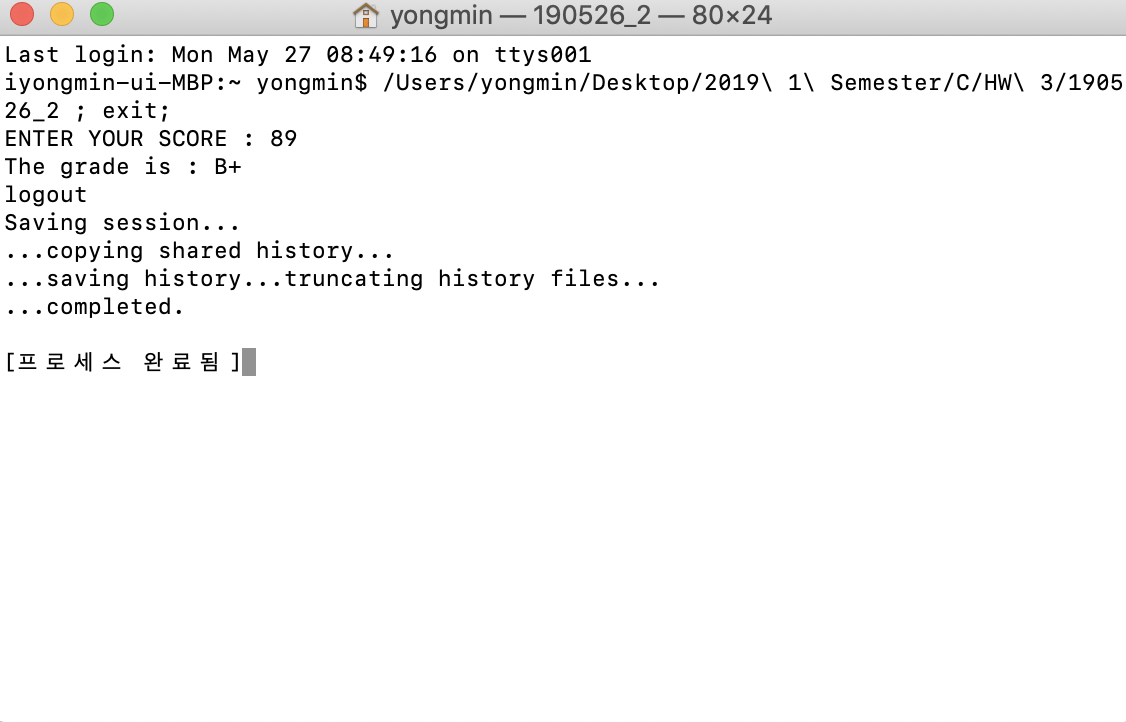 yongmin — 190526_2 — 80×24
Last login: Mon May 27 08:49:16 on ttys001
iyongmin-ui-MBP:~ yongmin$ /Users/yongmin/Desktop/2019\ 1\ Semester/C/HW\ 3/1905
26_2 ; exit;
ENTER YOUR SCORE : 89
The grade is : B+
logout
Saving session...
...copying shared history...
...saving history...truncating history files...
...completed.
[프로세스 완료됨]